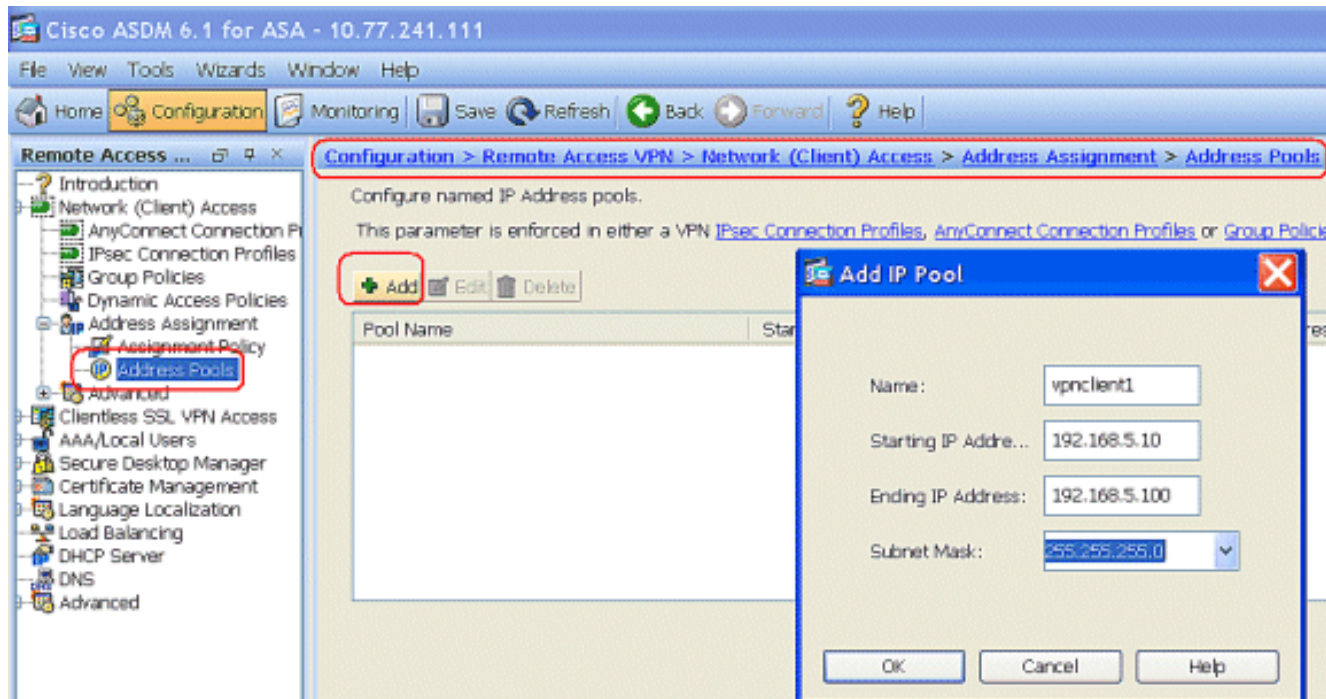 Cisco ASDM 6.1 for ASA - 10.77.241.111
File View Tools Wizards Window Help
Home Configuration Monitoring Save Refresh Back Forward Help
Remote Access ...
Introduction
Network (Client) Access
AnyConnect Connection P
IPsec Connection Profiles
Group Policies
Dynamic Access Policies
Address Assignment
Assignment Policy
Address Pools
Advanced
Clientless SSL VPN Access
AAA/Local Users
Secure Desktop Manager
Certificate Management
Language Localization
Load Balancing
DHCP Server
DNS
Advanced
Configuration > Remote Access VPN > Network (Client) Access > Address Assignment > Address Pools
Configure named IP Address pools.
This parameter is enforced in either a VPN IPsec Connection Profiles, AnyConnect Connection Profiles or Group Policie
Add Edit Delete
Pool Name Star
Add IP Pool
Name: vpnclient1
Starting IP Addre... 192.168.5.10
Ending IP Address: 192.168.5.100
Subnet Mask: 255.255.255.0
OK Cancel Help